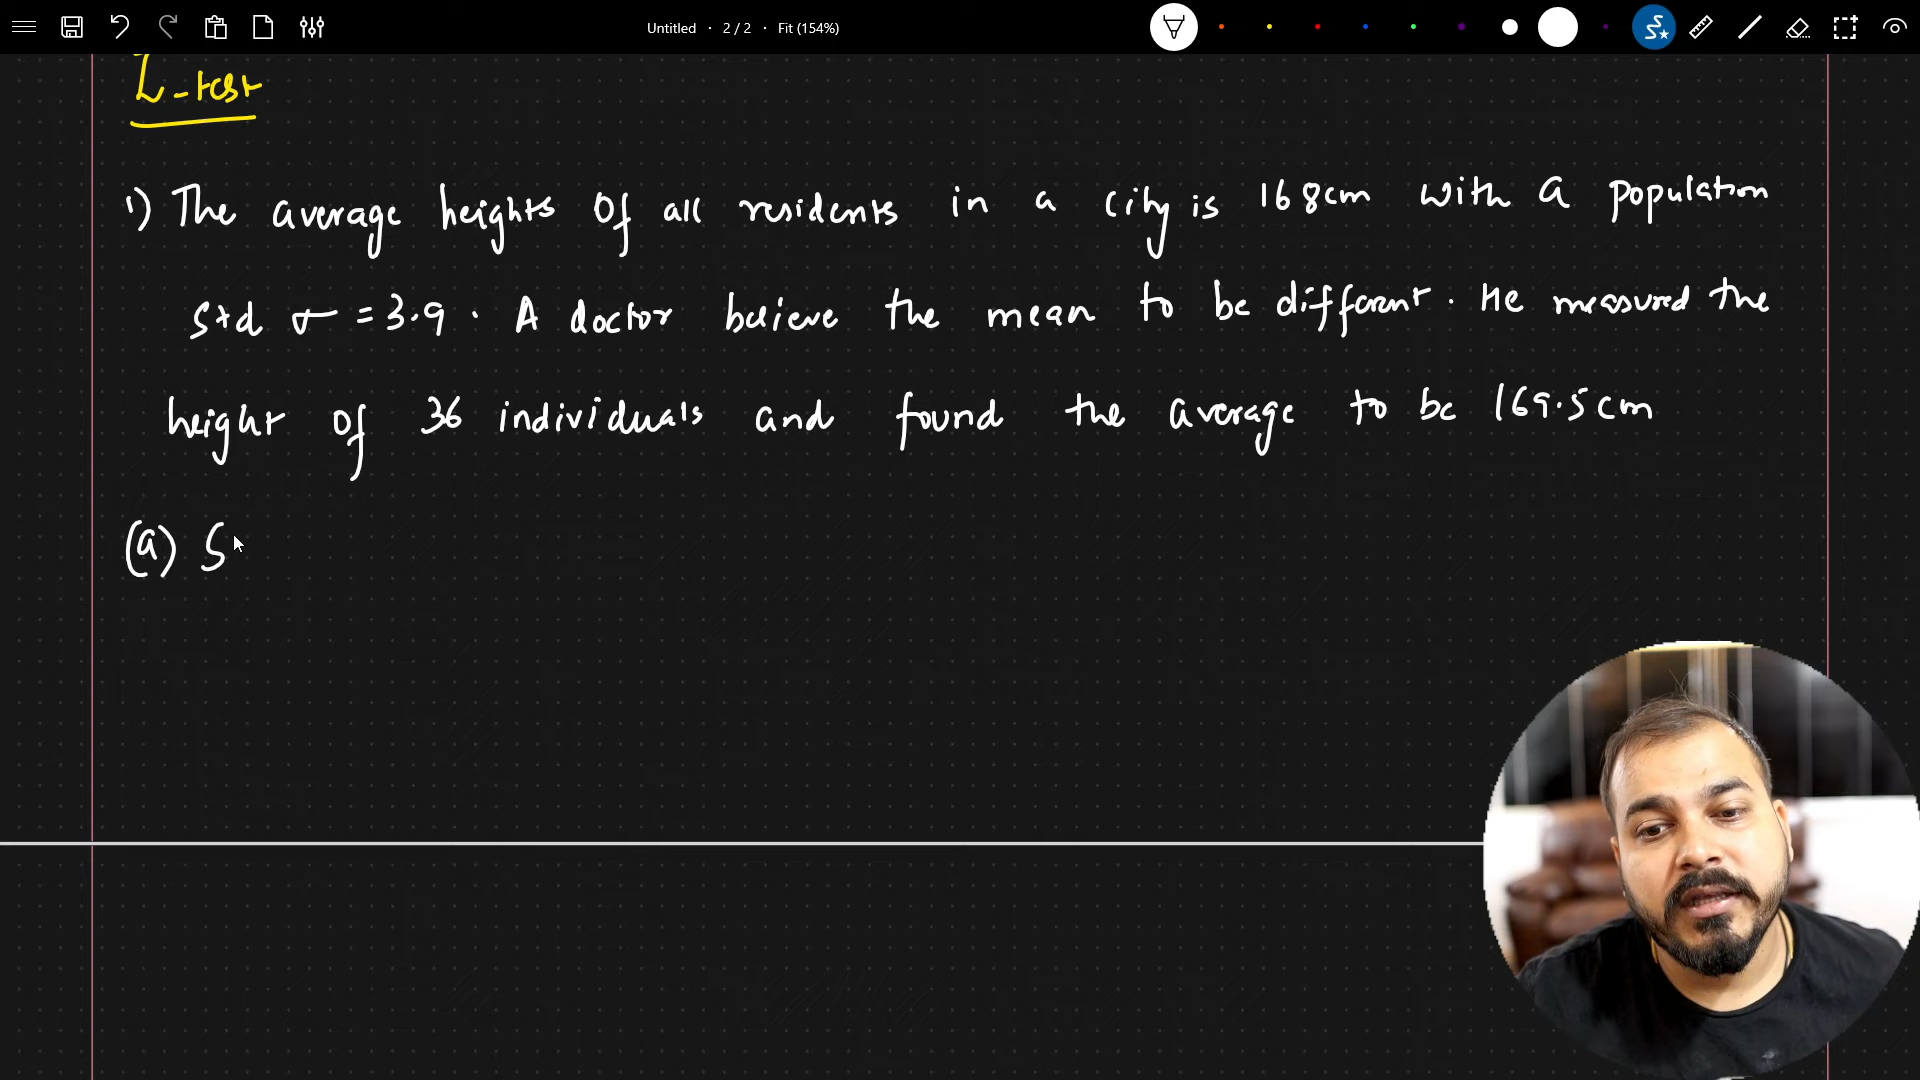 Untitled · 2 / 2 · Fit (154%)
Z-test
1) The average heights of all residents in a city is 168cm with a population
std σ = 3.9 . A doctor believe the mean to be different. He measured the
height of 36 individuals and found the average to be 169.5 cm
(a) S